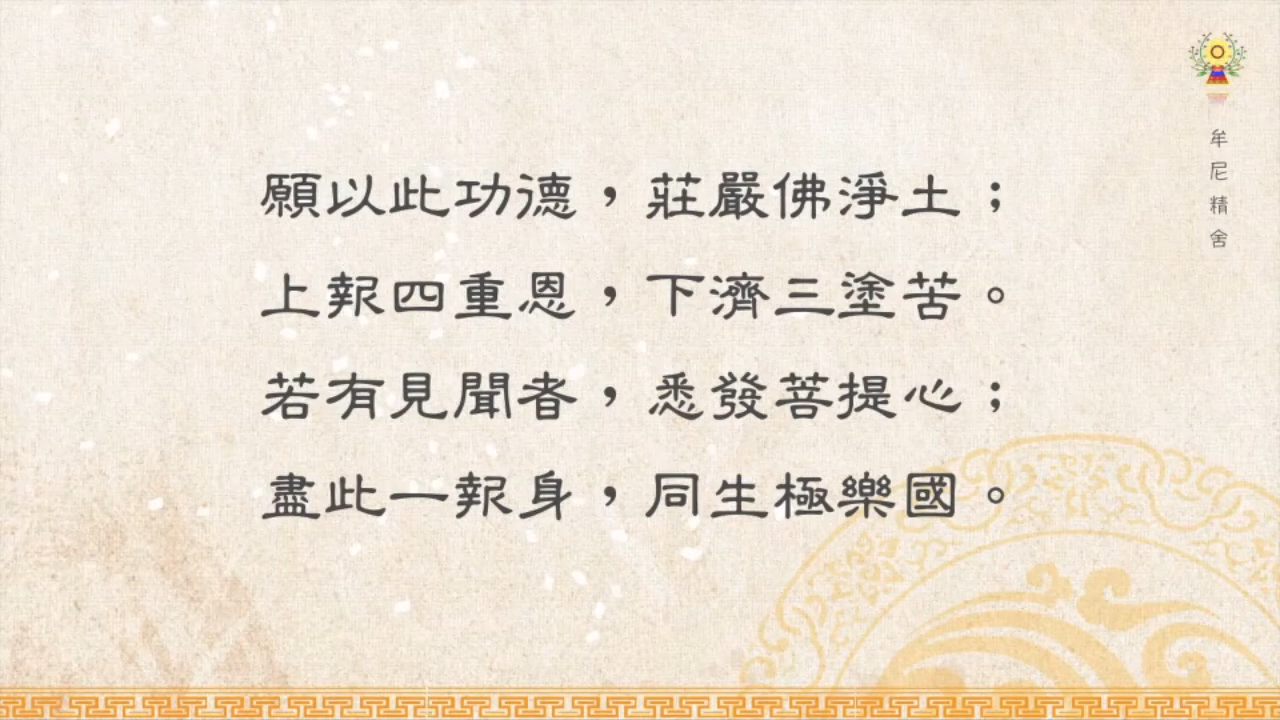 願以此功德，莊嚴佛淨土；
上報四重恩，下濟三塗苦。
若有見聞者，悉發菩提心；
盡此一報身，同生極樂國。
牟尼精舍